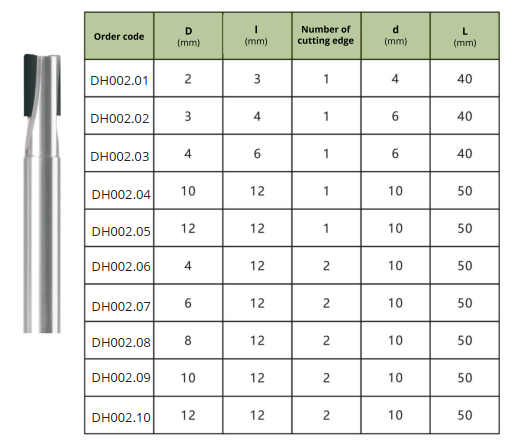 Order code D (mm) l (mm) Number of cutting edge d (mm) L (mm)
DH002.01 2 3 1 4 40
DH002.02 3 4 1 6 40
DH002.03 4 6 1 6 40
DH002.04 10 12 1 10 50
DH002.05 12 12 1 10 50
DH002.06 4 12 2 10 50
DH002.07 6 12 2 10 50
DH002.08 8 12 2 10 50
DH002.09 10 12 2 10 50
DH002.10 12 12 2 10 50